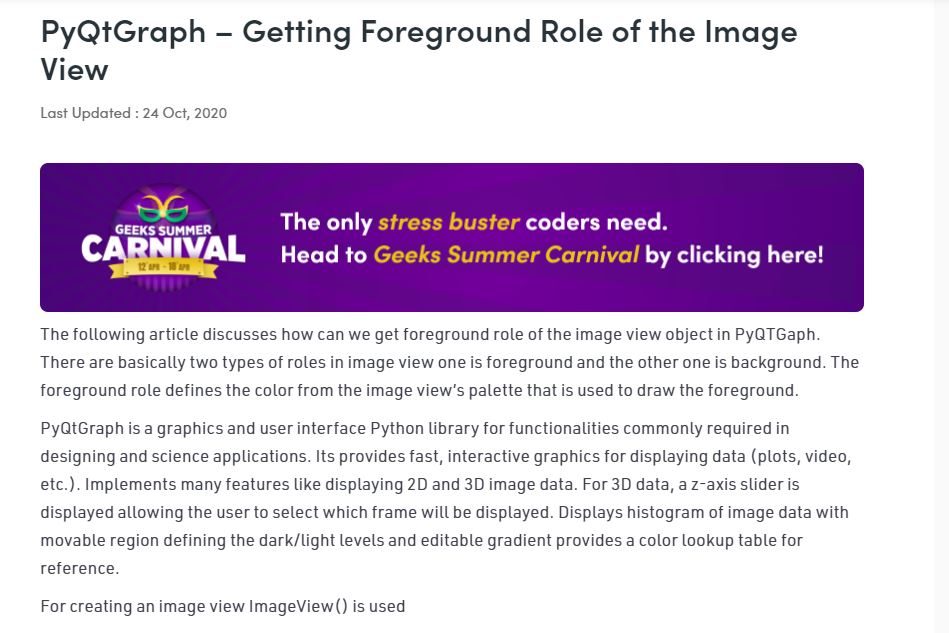 PyQtGraph – Getting Foreground Role of the Image
View
Last Updated : 24 Oct, 2020
GEEKS SUMMER
CARNIVAL
12 APR - 18 APR
The only stress buster coders need.
Head to Geeks Summer Carnival by clicking here!
The following article discusses how can we get foreground role of the image view object in PyQTGaph.
There are basically two types of roles in image view one is foreground and the other one is background. The
foreground role defines the color from the image view’s palette that is used to draw the foreground.
PyQtGraph is a graphics and user interface Python library for functionalities commonly required in
designing and science applications. Its provides fast, interactive graphics for displaying data (plots, video,
etc.). Implements many features like displaying 2D and 3D image data. For 3D data, a z-axis slider is
displayed allowing the user to select which frame will be displayed. Displays histogram of image data with
movable region defining the dark/light levels and editable gradient provides a color lookup table for
reference.
For creating an image view ImageView() is used